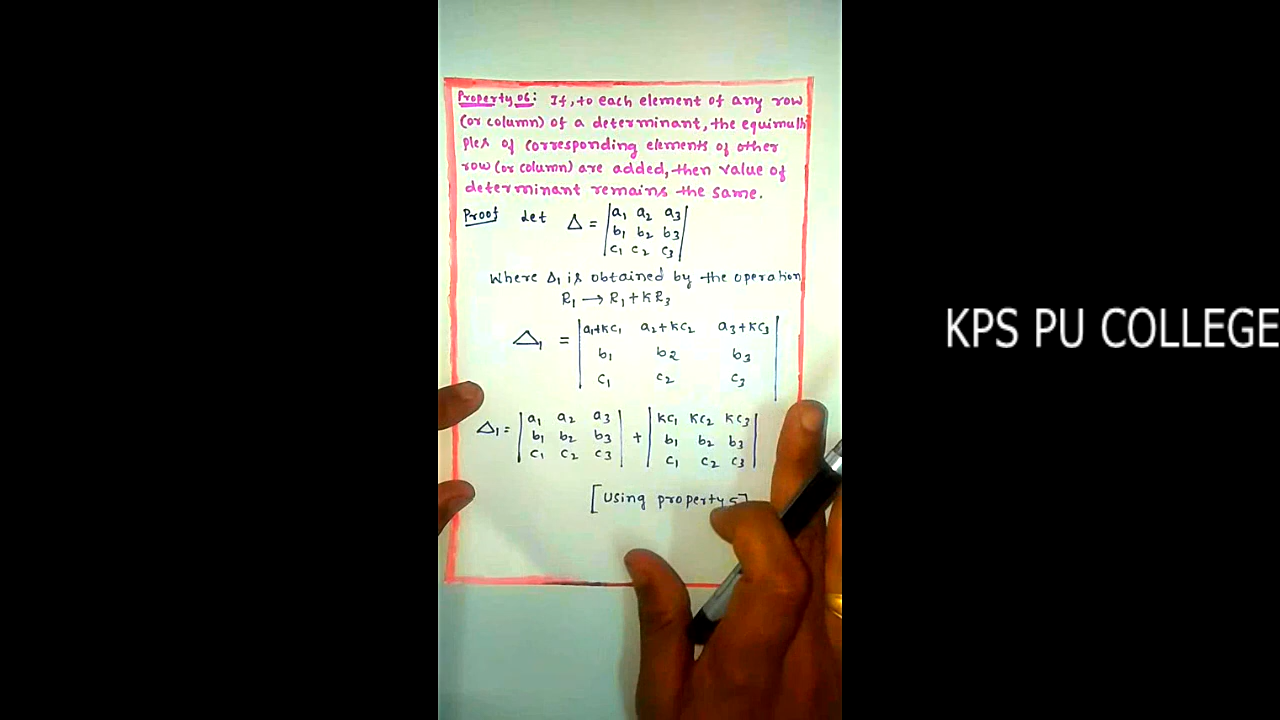 Property 06: If, to each element of any row
(or column) of a determinant, the equimulti
ples of corresponding elements of other
row (or column) are added, then value of
determinant remains the same.
Proof Let Δ = |a₁ a₂ a₃|
|b₁ b₂ b₃|
|c₁ c₂ c₃|
Where Δ₁ is obtained by the operation
R₁ → R₁ + KR₃
Δ₁ = |a₁+KC₁ a₂+KC₂ a₃+KC₃|
|b₁ b₂ b₃|
|c₁ c₂ c₃|
Δ₁ = |a₁ a₂ a₃| + |KC₁ KC₂ KC₃|
|b₁ b₂ b₃| |b₁ b₂ b₃|
|c₁ c₂ c₃| |c₁ c₂ c₃|
[Using property 5]
KPS PU COLLEGE